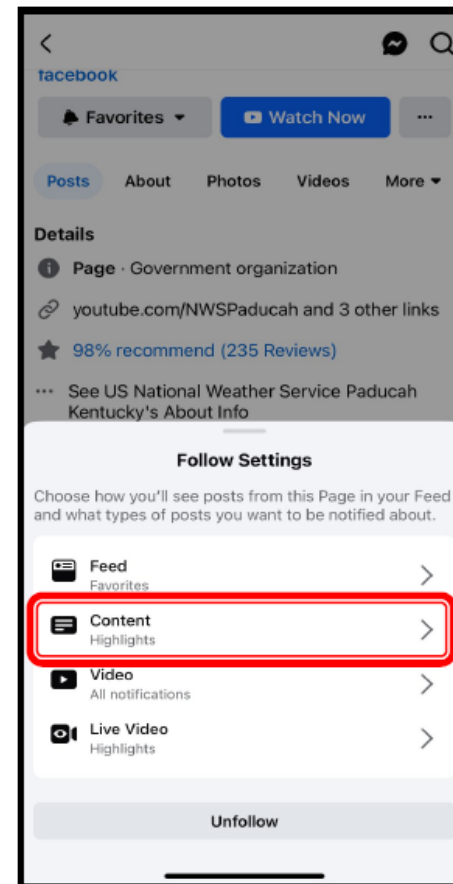 facebook
Favorites
Watch Now
Posts About Photos Videos More
Details
Page · Government organization
youtube.com/NWSPaducah and 3 other links
98% recommend (235 Reviews)
See US National Weather Service Paducah
Kentucky's About Info
Follow Settings
Choose how you'll see posts from this Page in your Feed
and what types of posts you want to be notified about.
Feed
Favorites
Content
Highlights
Video
All notifications
Live Video
Highlights
Unfollow